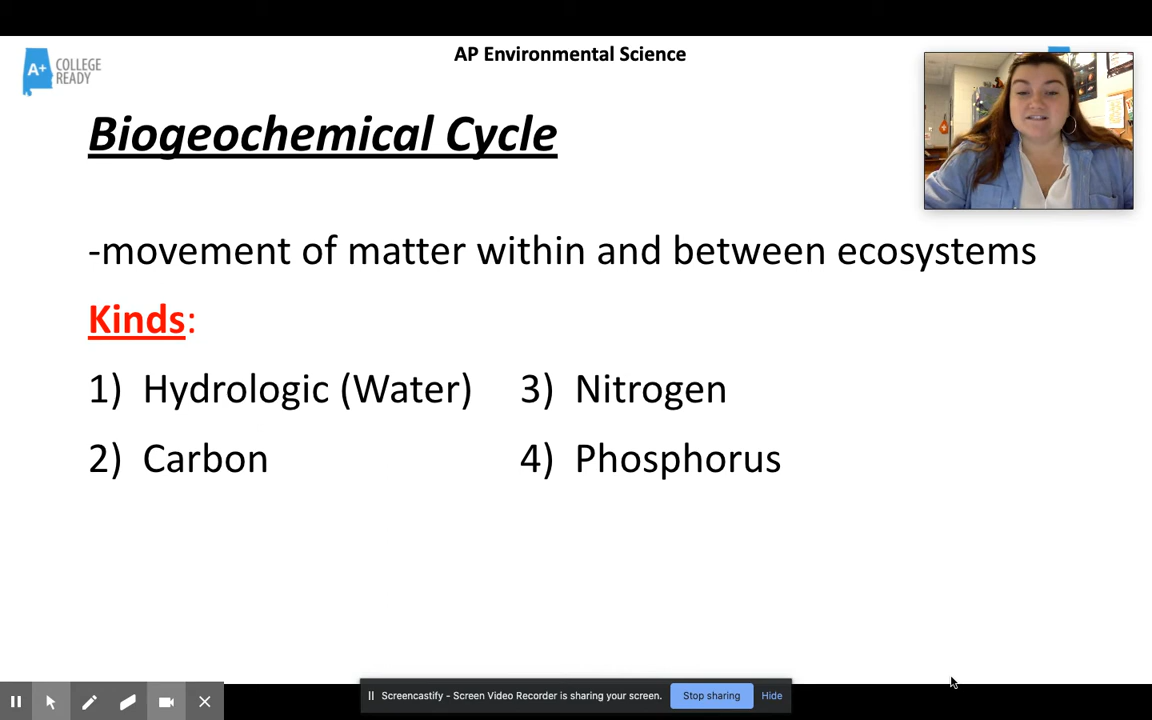 AP Environmental Science
A+ COLLEGE
READY
Biogeochemical Cycle
-movement of matter within and between ecosystems
Kinds:
1) Hydrologic (Water) 3) Nitrogen
2) Carbon 4) Phosphorus
Screencastify - Screen Video Recorder is sharing your screen. Stop sharing Hide